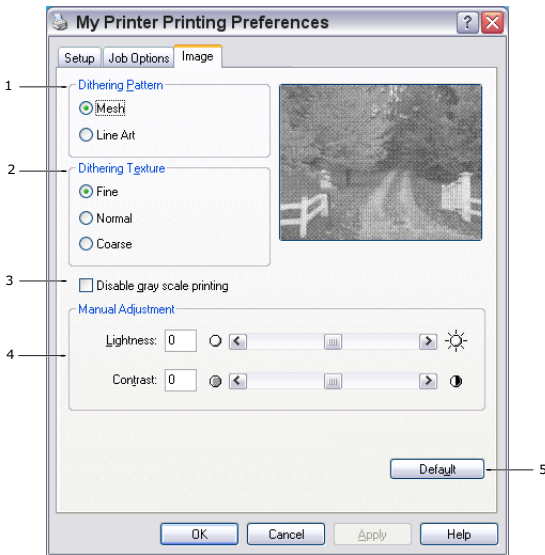 My Printer Printing Preferences
?
Setup Job Options Image
1
Dithering Pattern
Mesh
Line Art
2
Dithering Texture
Fine
Normal
Coarse
3
Disable gray scale printing
4
Manual Adjustment
Lightness: 0
Contrast: 0
Default
5
OK Cancel Apply Help